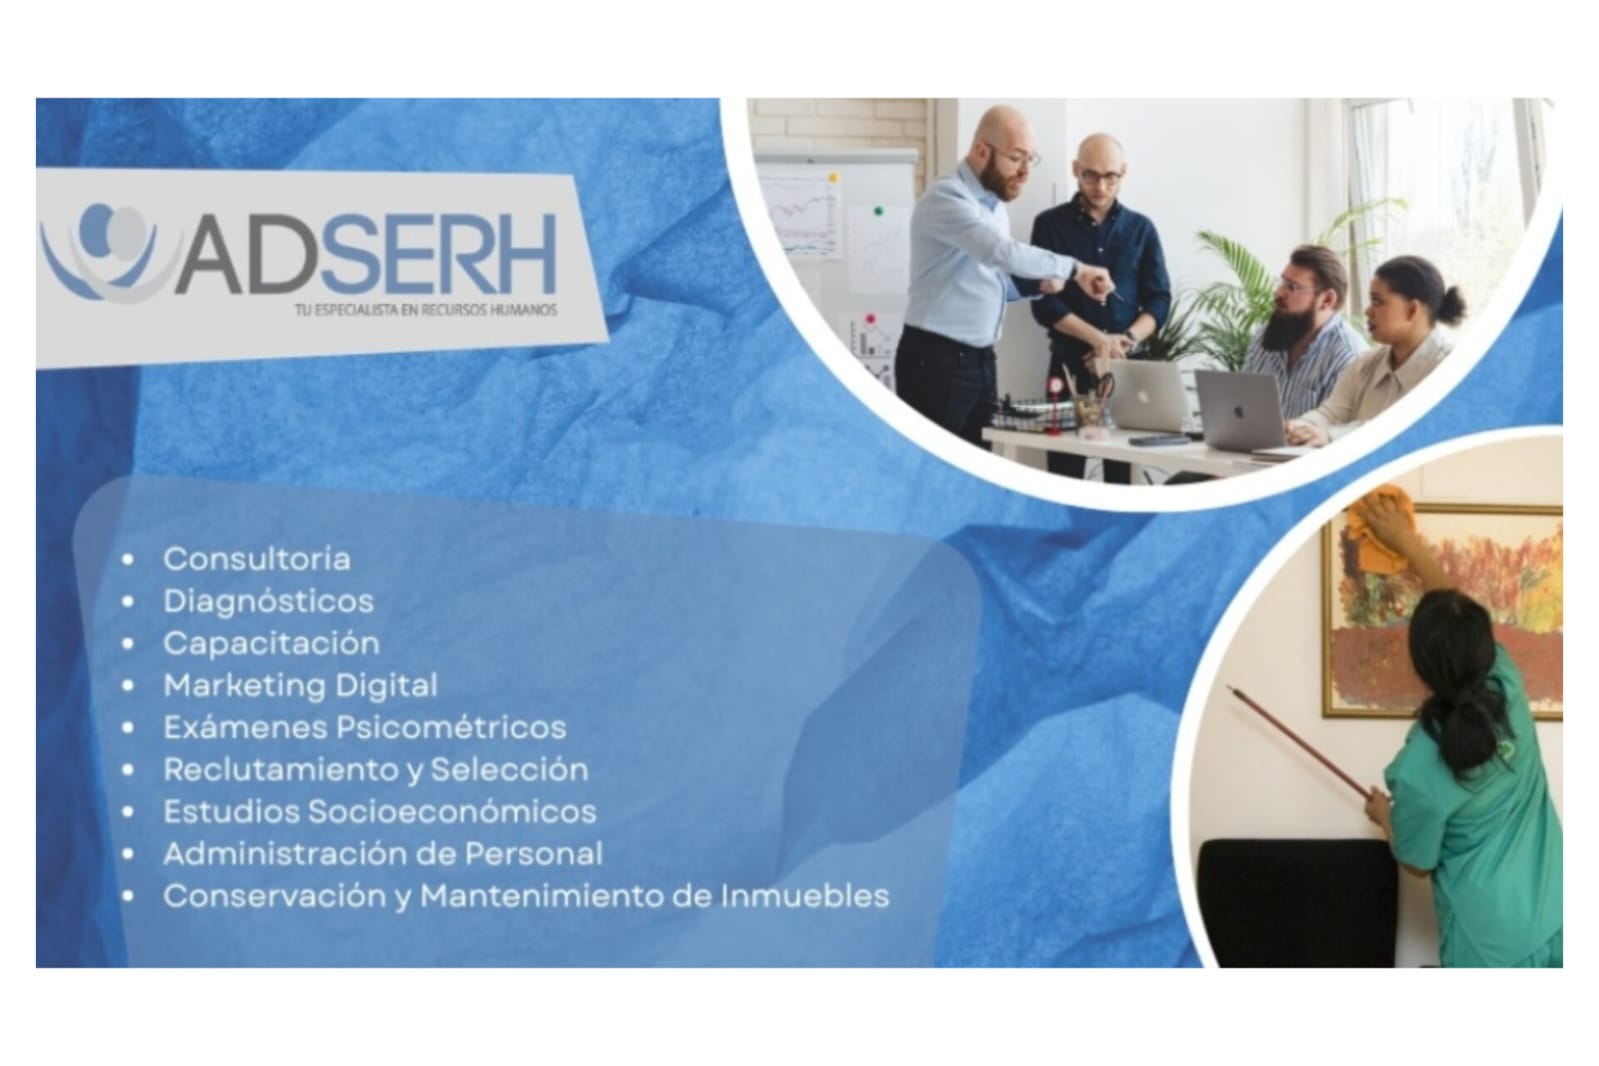 ADSERH
TU ESPECIALISTA EN RECURSOS HUMANOS
• Consultoría
• Diagnósticos
• Capacitación
• Marketing Digital
• Exámenes Psicométricos
• Reclutamiento y Selección
• Estudios Socioeconómicos
• Administración de Personal
• Conservación y Mantenimiento de Inmuebles